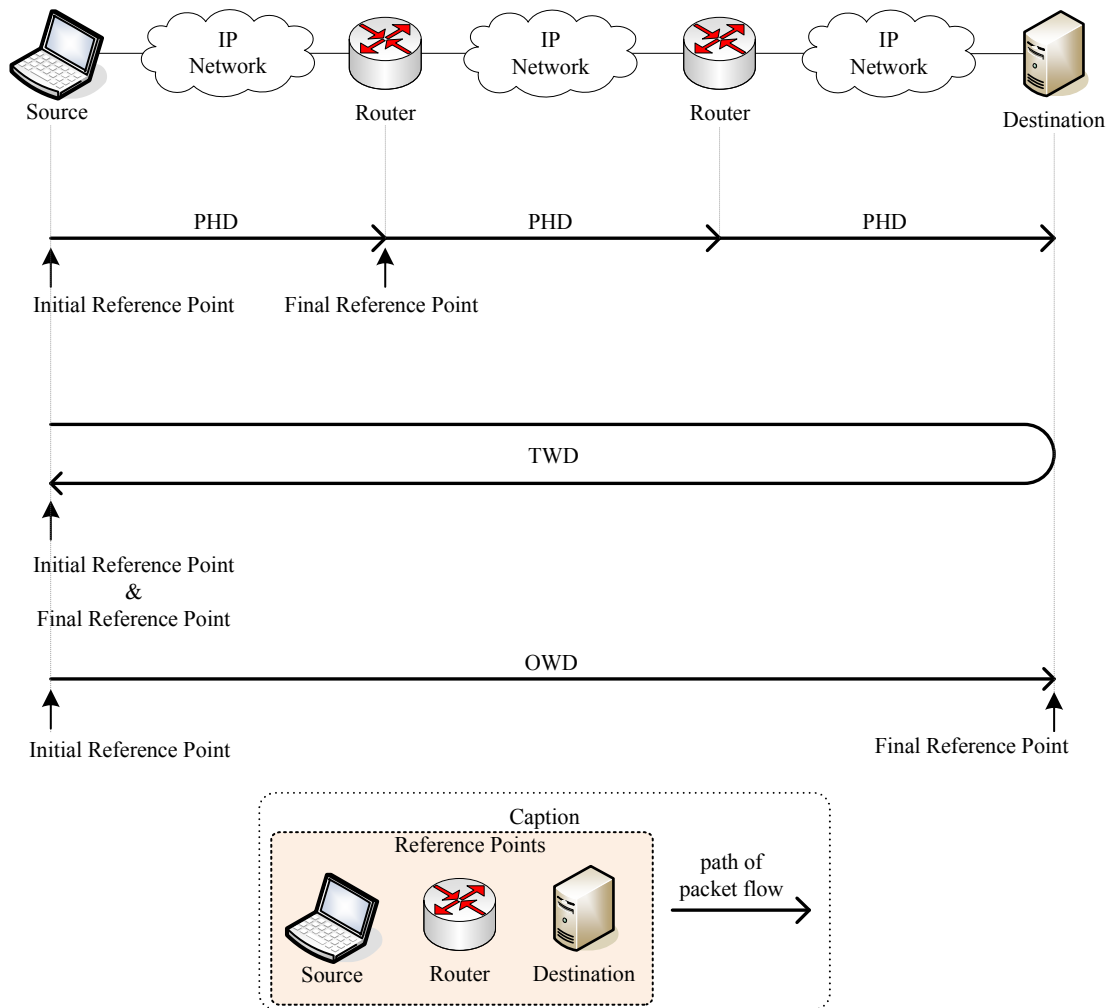 IP
Network
IP
Network
IP
Network
Source
Router
Router
Destination
PHD
PHD
PHD
Initial Reference Point
Final Reference Point
TWD
Initial Reference Point
&
Final Reference Point
OWD
Initial Reference Point
Final Reference Point
Caption
Reference Points
path of
packet flow
Source
Router
Destination